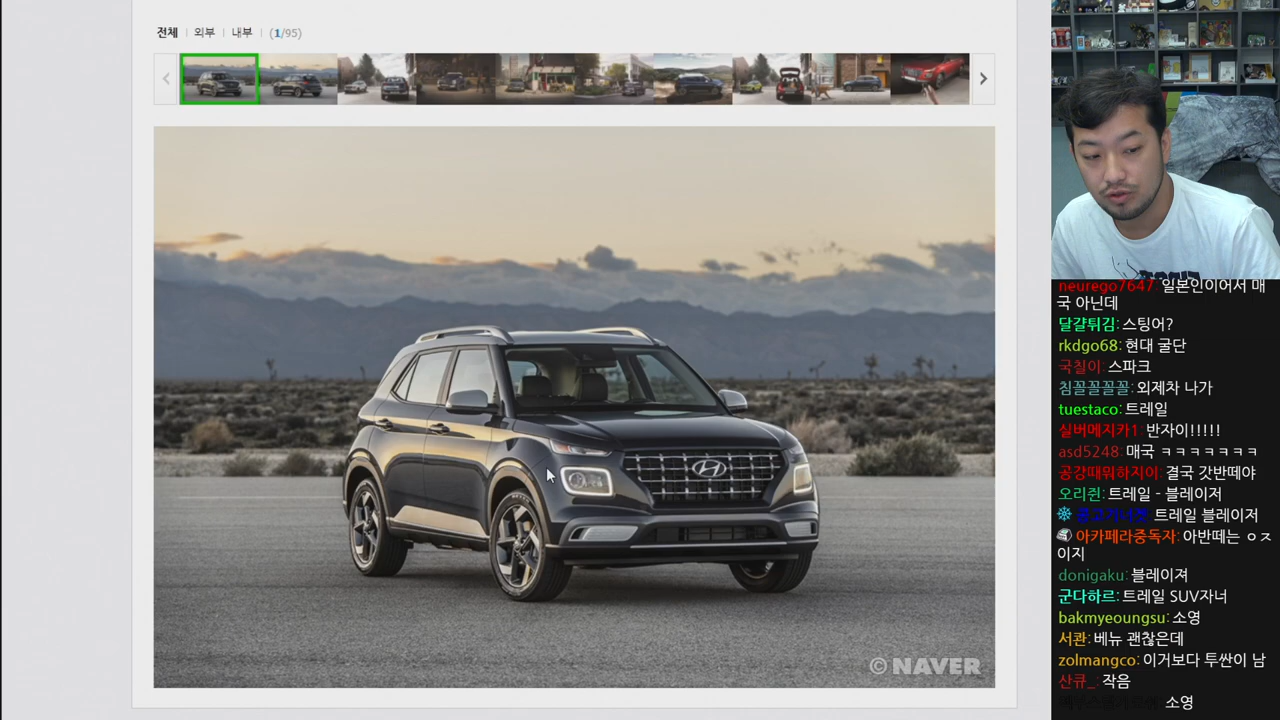 전체 | 외부 | 내부 | (1/95)
© NAVER
neurego7647: 일본인이어서 매
국 아닌데
달걀튀김: 스팅어?
rkdgo68: 현대 굴단
국칠이: 스파크
침꼴꼴꼴꼴: 외제차 나가
tuestaco: 트레일
실버메지카1: 반자이!!!!!
asd5248: 매국 ㅋㅋㅋㅋㅋㅋㅋ
공강때뭐하지이: 결국 갓반떼야
오리쥔: 트레일 - 블레이저
트레일 블레이저
아카페라중독자: 아반떼는 ㅇㅈ
이지
donigaku: 블레이져
군다하르: 트레일 SUV자너
bakmyeoungsu: 소영
서콴: 베뉴 괜찮은데
zolmangco: 이거보다 투싼이 남
산큐_: 작음
소영